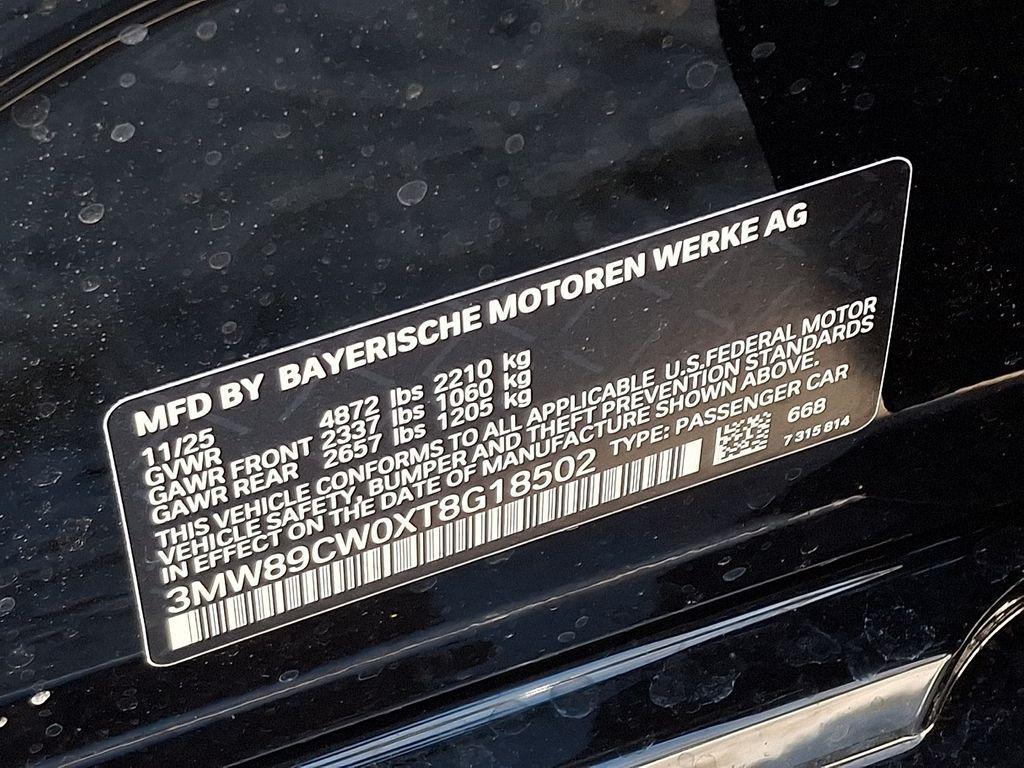 MFD BY BAYERISCHE MOTOREN WERKE AG
11/25
GVWR 4872 lbs 2210 kg
GAWR FRONT 2337 lbs 1060 kg
GAWR REAR 2657 lbs 1205 kg
THIS VEHICLE CONFORMS TO ALL APPLICABLE U.S.FEDERAL MOTOR
VEHICLE SAFETY, BUMPER AND THEFT PREVENTION STANDARDS
IN EFFECT ON THE DATE OF MANUFACTURE SHOWN ABOVE.
3MW89CW0XT8G18502 TYPE: PASSENGER CAR
668
7 315 814